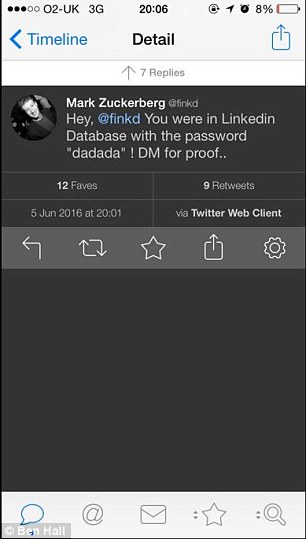 O2-UK 3G 20:06 8%
Timeline Detail
7 Replies
Mark Zuckerberg @finkd
Hey, @finkd You were in Linkedin
Database with the password
"dadada" ! DM for proof..
12 Faves 9 Retweets
5 Jun 2016 at 20:01 via Twitter Web Client
© Ben Hall